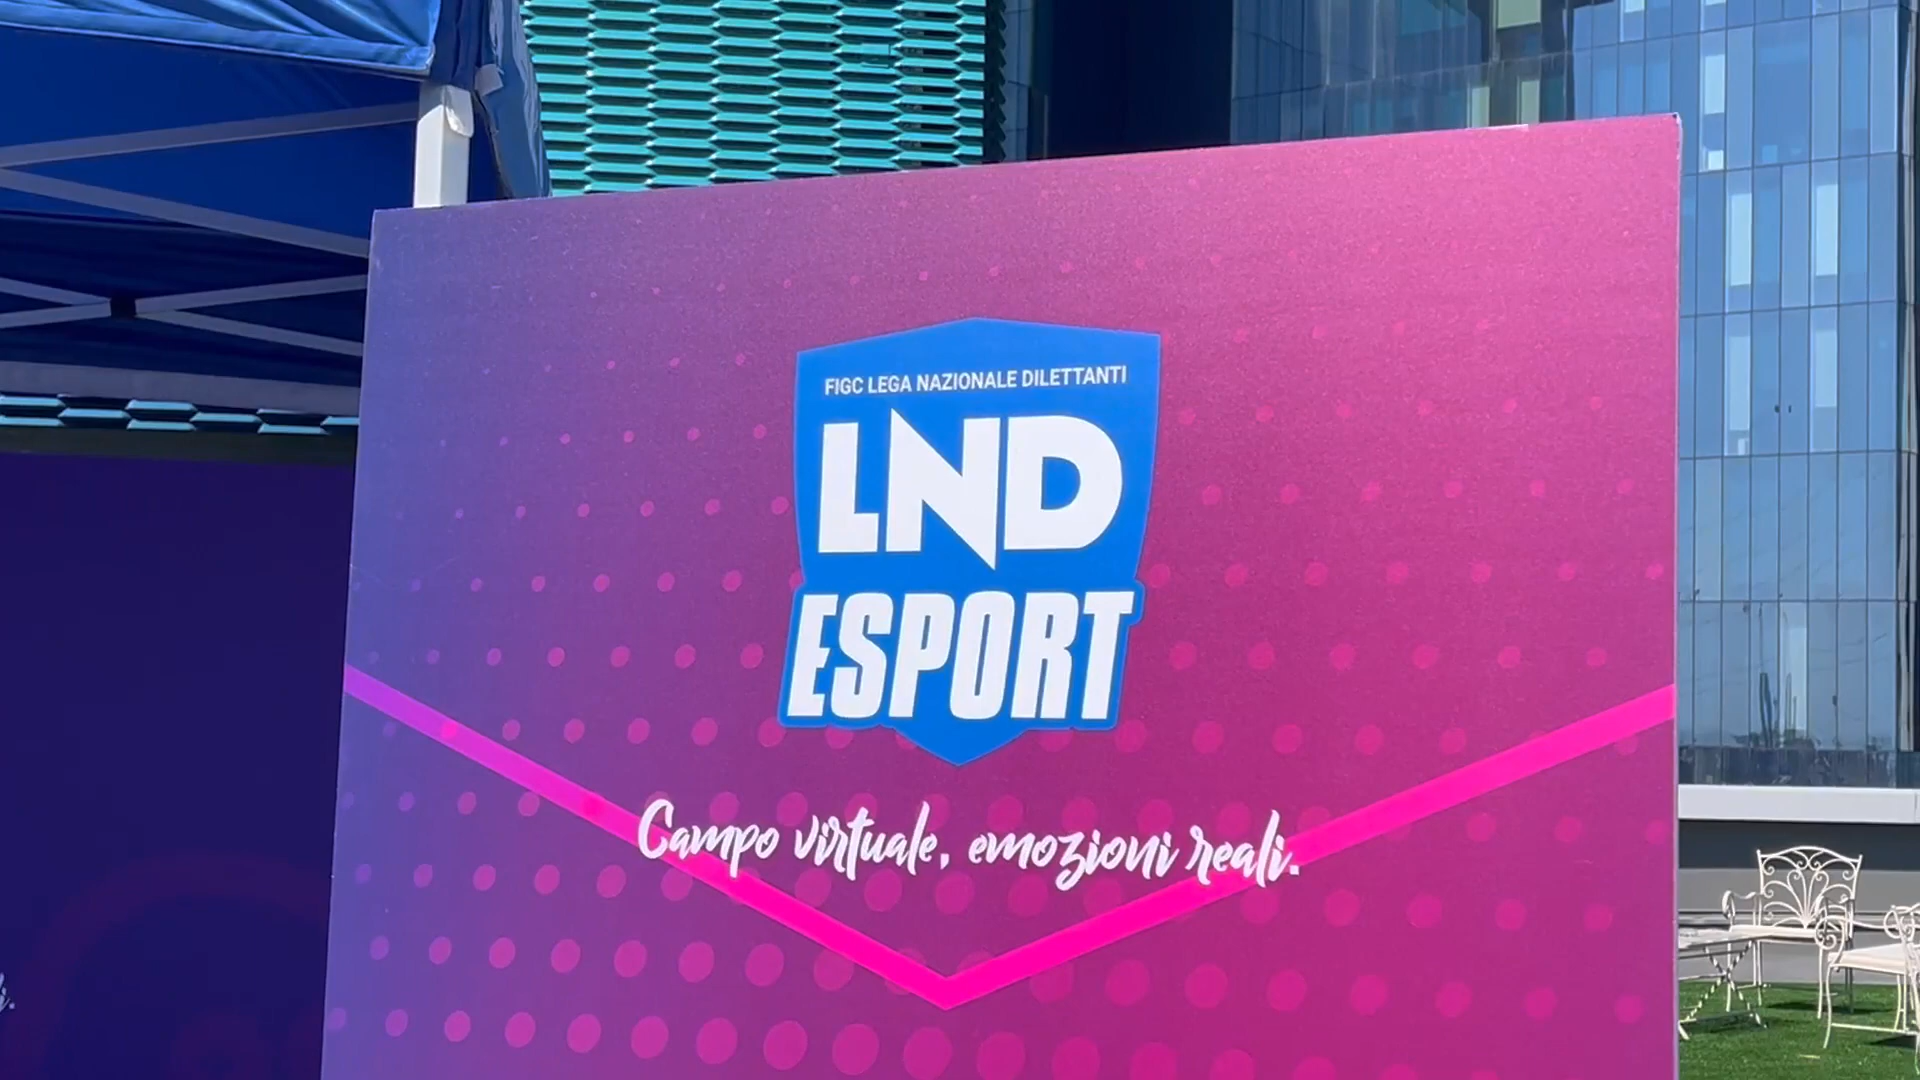 FIGC LEGA NAZIONALE DILETTANTI
LND
ESPORT
Campo virtuale, emozioni reali.